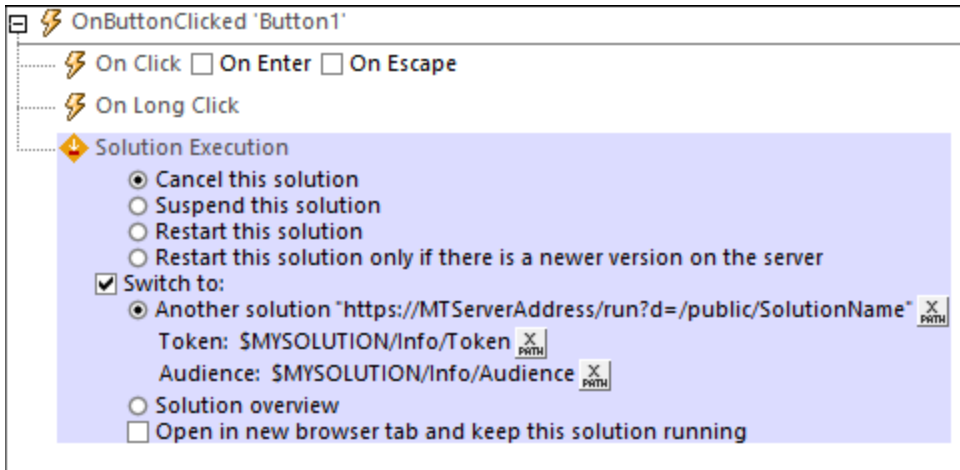 OnButtonClicked 'Button1'
On Click On Enter On Escape
On Long Click
Solution Execution
Cancel this solution
Suspend this solution
Restart this solution
Restart this solution only if there is a newer version on the server
Switch to:
Another solution "https://MTServerAddress/run?d=/public/SolutionName" X PATH
Token: $MYSOLUTION/Info/Token X PATH
Audience: $MYSOLUTION/Info/Audience X PATH
Solution overview
Open in new browser tab and keep this solution running